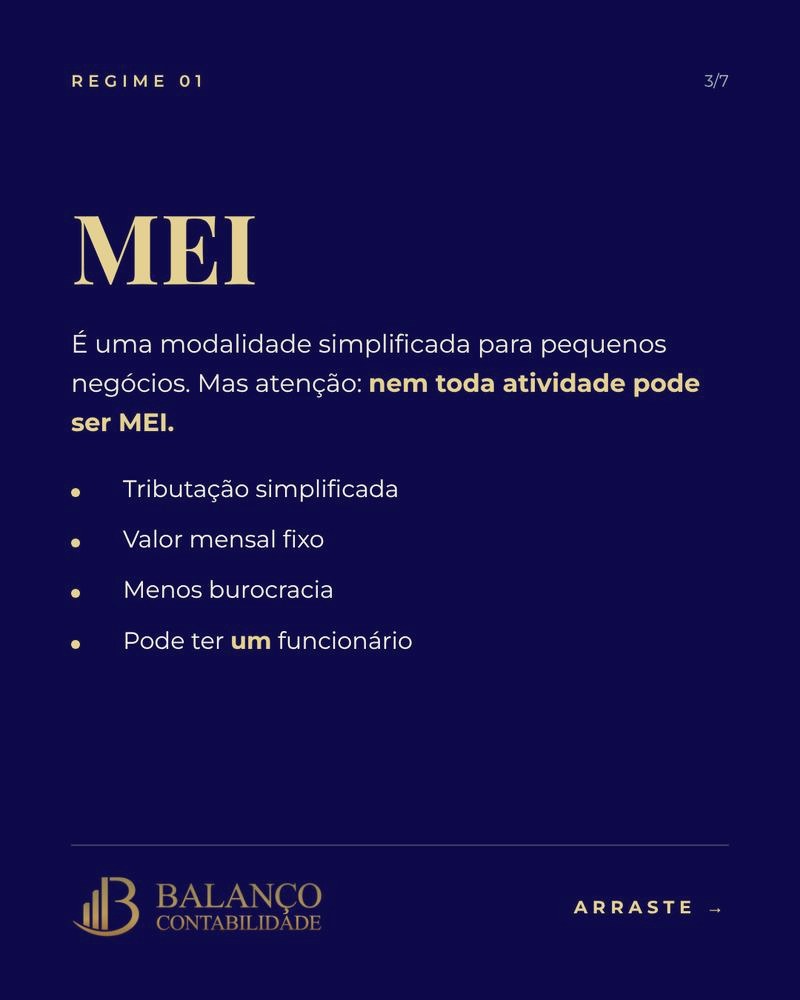 REGIME 01
3/7
MEI
É uma modalidade simplificada para pequenos
negócios. Mas atenção: nem toda atividade pode
ser MEI.
• Tributação simplificada
• Valor mensal fixo
• Menos burocracia
• Pode ter um funcionário
BALANÇO
CONTABILIDADE
ARRASTE →